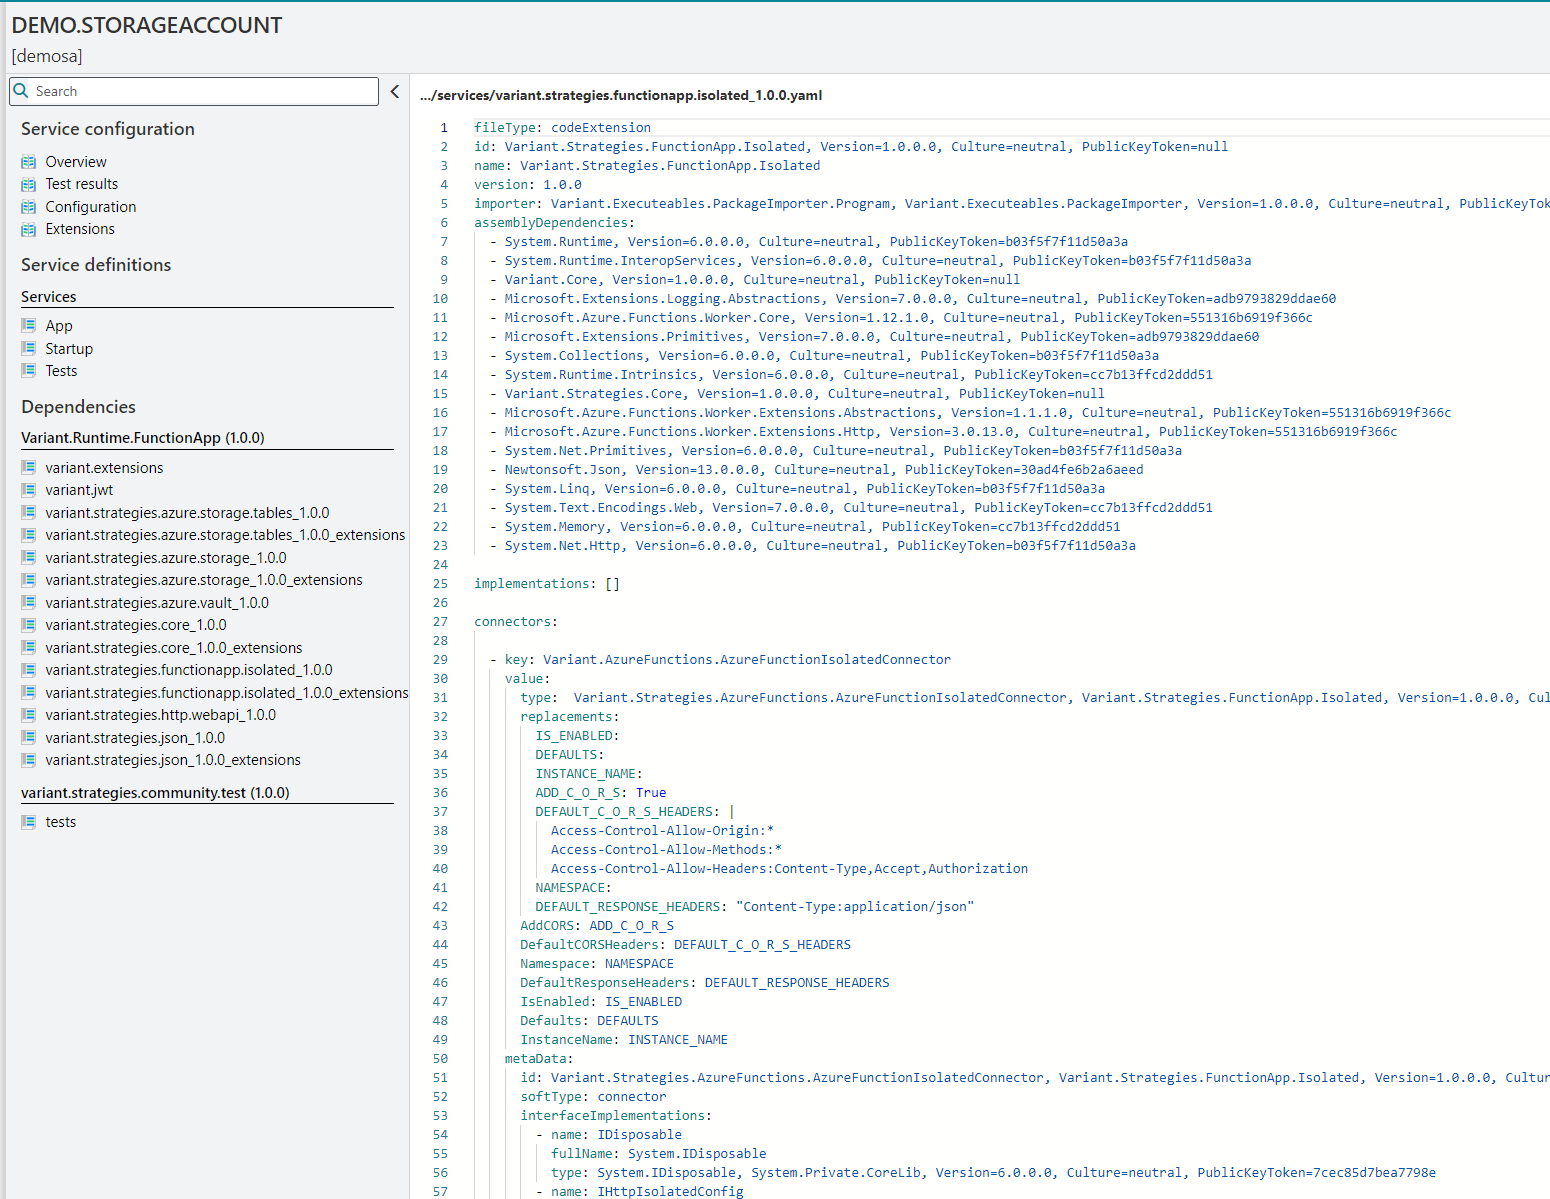 DEMO.STORAGEACCOUNT
[demosa]
Search
Service configuration
Overview
Test results
Configuration
Extensions
Service definitions
Services
App
Startup
Tests
Dependencies
Variant.Runtime.FunctionApp (1.0.0)
variant.extensions
variant.jwt
variant.strategies.azure.storage.tables_1.0.0
variant.strategies.azure.storage.tables_1.0.0_extensions
variant.strategies.azure.storage_1.0.0
variant.strategies.azure.storage_1.0.0_extensions
variant.strategies.azure.vault_1.0.0
variant.strategies.core_1.0.0
variant.strategies.core_1.0.0_extensions
variant.strategies.functionapp.isolated_1.0.0
variant.strategies.functionapp.isolated_1.0.0_extensions
variant.strategies.http.webapi_1.0.0
variant.strategies.json_1.0.0
variant.strategies.json_1.0.0_extensions
variant.strategies.community.test (1.0.0)
tests
.../services/variant.strategies.functionapp.isolated_1.0.0.yaml
1 fileType: codeExtension
2 id: Variant.Strategies.FunctionApp.Isolated, Version=1.0.0.0, Culture=neutral, PublicKeyToken=null
3 name: Variant.Strategies.FunctionApp.Isolated
4 version: 1.0.0
5 importer: Variant.Executeables.PackageImporter.Program, Variant.Executeables.PackageImporter, Version=1.0.0.0, Culture=neutral, PublicKeyTok
6 assemblyDependencies:
7 - System.Runtime, Version=6.0.0.0, Culture=neutral, PublicKeyToken=b03f5f7f11d50a3a
8 - System.Runtime.InteropServices, Version=6.0.0.0, Culture=neutral, PublicKeyToken=b03f5f7f11d50a3a
9 - Variant.Core, Version=1.0.0.0, Culture=neutral, PublicKeyToken=null
10 - Microsoft.Extensions.Logging.Abstractions, Version=7.0.0.0, Culture=neutral, PublicKeyToken=adb9793829ddae60
11 - Microsoft.Azure.Functions.Worker.Core, Version=1.12.1.0, Culture=neutral, PublicKeyToken=551316b6919f366c
12 - Microsoft.Extensions.Primitives, Version=7.0.0.0, Culture=neutral, PublicKeyToken=adb9793829ddae60
13 - System.Collections, Version=6.0.0.0, Culture=neutral, PublicKeyToken=b03f5f7f11d50a3a
14 - System.Runtime.Intrinsics, Version=6.0.0.0, Culture=neutral, PublicKeyToken=cc7b13ffcd2ddd51
15 - Variant.Strategies.Core, Version=1.0.0.0, Culture=neutral, PublicKeyToken=null
16 - Microsoft.Azure.Functions.Worker.Extensions.Abstractions, Version=1.1.1.0, Culture=neutral, PublicKeyToken=551316b6919f366c
17 - Microsoft.Azure.Functions.Worker.Extensions.Http, Version=3.0.13.0, Culture=neutral, PublicKeyToken=551316b6919f366c
18 - System.Net.Primitives, Version=6.0.0.0, Culture=neutral, PublicKeyToken=b03f5f7f11d50a3a
19 - Newtonsoft.Json, Version=13.0.0.0, Culture=neutral, PublicKeyToken=30ad4fe6b2a6aeed
20 - System.Linq, Version=6.0.0.0, Culture=neutral, PublicKeyToken=b03f5f7f11d50a3a
21 - System.Text.Encodings.Web, Version=7.0.0.0, Culture=neutral, PublicKeyToken=cc7b13ffcd2ddd51
22 - System.Memory, Version=6.0.0.0, Culture=neutral, PublicKeyToken=cc7b13ffcd2ddd51
23 - System.Net.Http, Version=6.0.0.0, Culture=neutral, PublicKeyToken=b03f5f7f11d50a3a
24
25 implementations: []
26
27 connectors:
28
29 - key: Variant.AzureFunctions.AzureFunctionIsolatedConnector
30 value:
31 type: Variant.Strategies.AzureFunctions.AzureFunctionIsolatedConnector, Variant.Strategies.FunctionApp.Isolated, Version=1.0.0.0, Cul
32 replacements:
33 IS_ENABLED:
34 DEFAULTS:
35 INSTANCE_NAME:
36 ADD_C_O_R_S: True
37 DEFAULT_C_O_R_S_HEADERS: |
38 Access-Control-Allow-Origin:*
39 Access-Control-Allow-Methods:*
40 Access-Control-Allow-Headers:Content-Type,Accept,Authorization
41 NAMESPACE:
42 DEFAULT_RESPONSE_HEADERS: "Content-Type:application/json"
43 AddCORS: ADD_C_O_R_S
44 DefaultCORSHeaders: DEFAULT_C_O_R_S_HEADERS
45 Namespace: NAMESPACE
46 DefaultResponseHeaders: DEFAULT_RESPONSE_HEADERS
47 IsEnabled: IS_ENABLED
48 Defaults: DEFAULTS
49 InstanceName: INSTANCE_NAME
50 metaData:
51 id: Variant.Strategies.AzureFunctions.AzureFunctionIsolatedConnector, Variant.Strategies.FunctionApp.Isolated, Version=1.0.0.0, Cultur
52 softType: connector
53 interfaceImplementations:
54 - name: IDisposable
55 fullName: System.IDisposable
56 type: System.IDisposable, System.Private.CoreLib, Version=6.0.0.0, Culture=neutral, PublicKeyToken=7cec85d7bea7798e
57 - name: IHttpIsolatedConfig